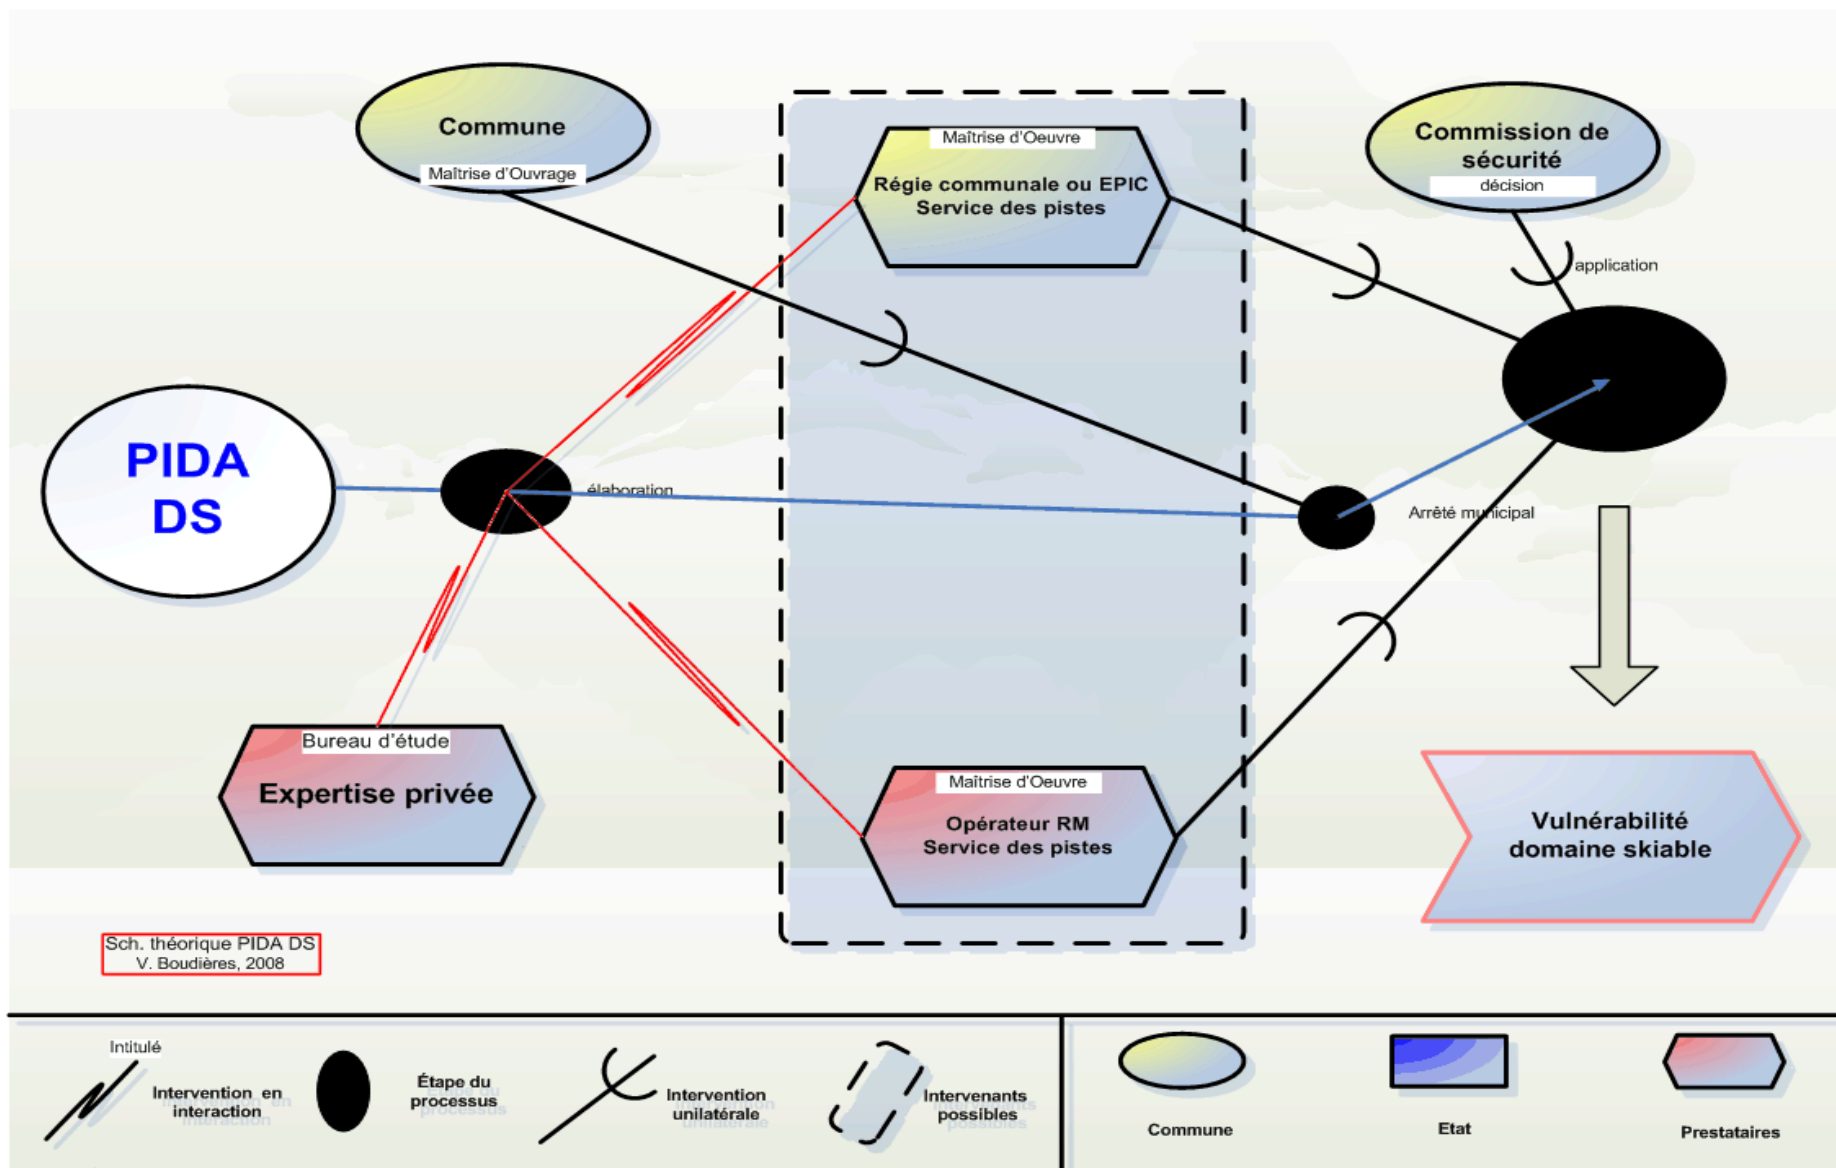 Commune
Maîtrise d'Ouvrage
Maîtrise d'Oeuvre
Régie communale ou EPIC
Service des pistes
Commission de
sécurité
décision
application
PIDA
DS
élaboration
Arrêté municipal
Bureau d'étude
Expertise privée
Maîtrise d'Oeuvre
Opérateur RM
Service des pistes
Vulnérabilité
domaine skiable
Sch. théorique PIDA DS
V. Boudières, 2008
Intitulé
Intervention en
interaction
Étape du
processus
Intervention
unilatérale
Intervenants
possibles
Commune
Etat
Prestataires